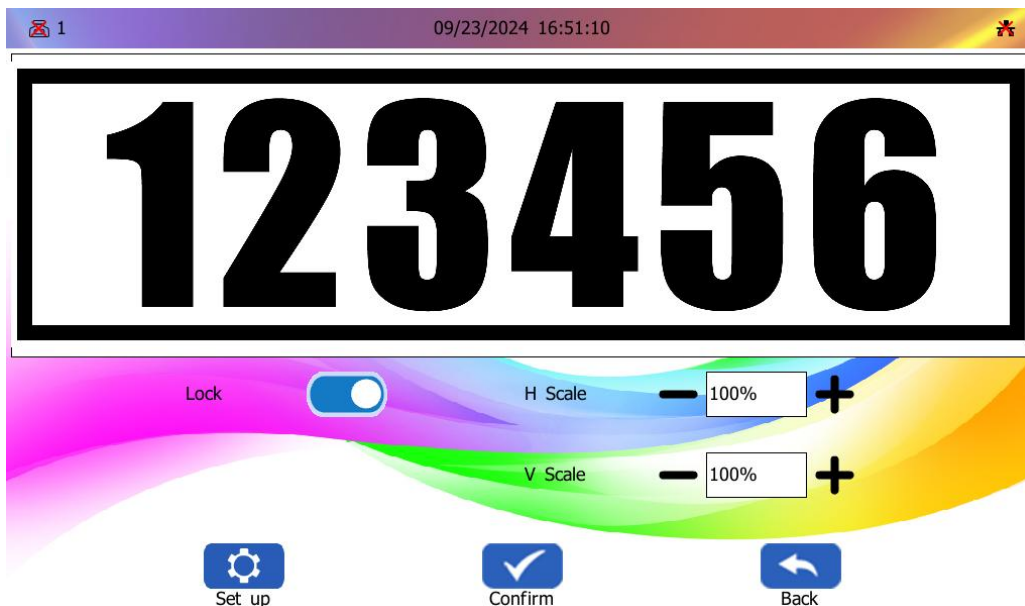 1 09/23/2024 16:51:10
123456
Lock H Scale 100%
V Scale 100%
Set up Confirm Back